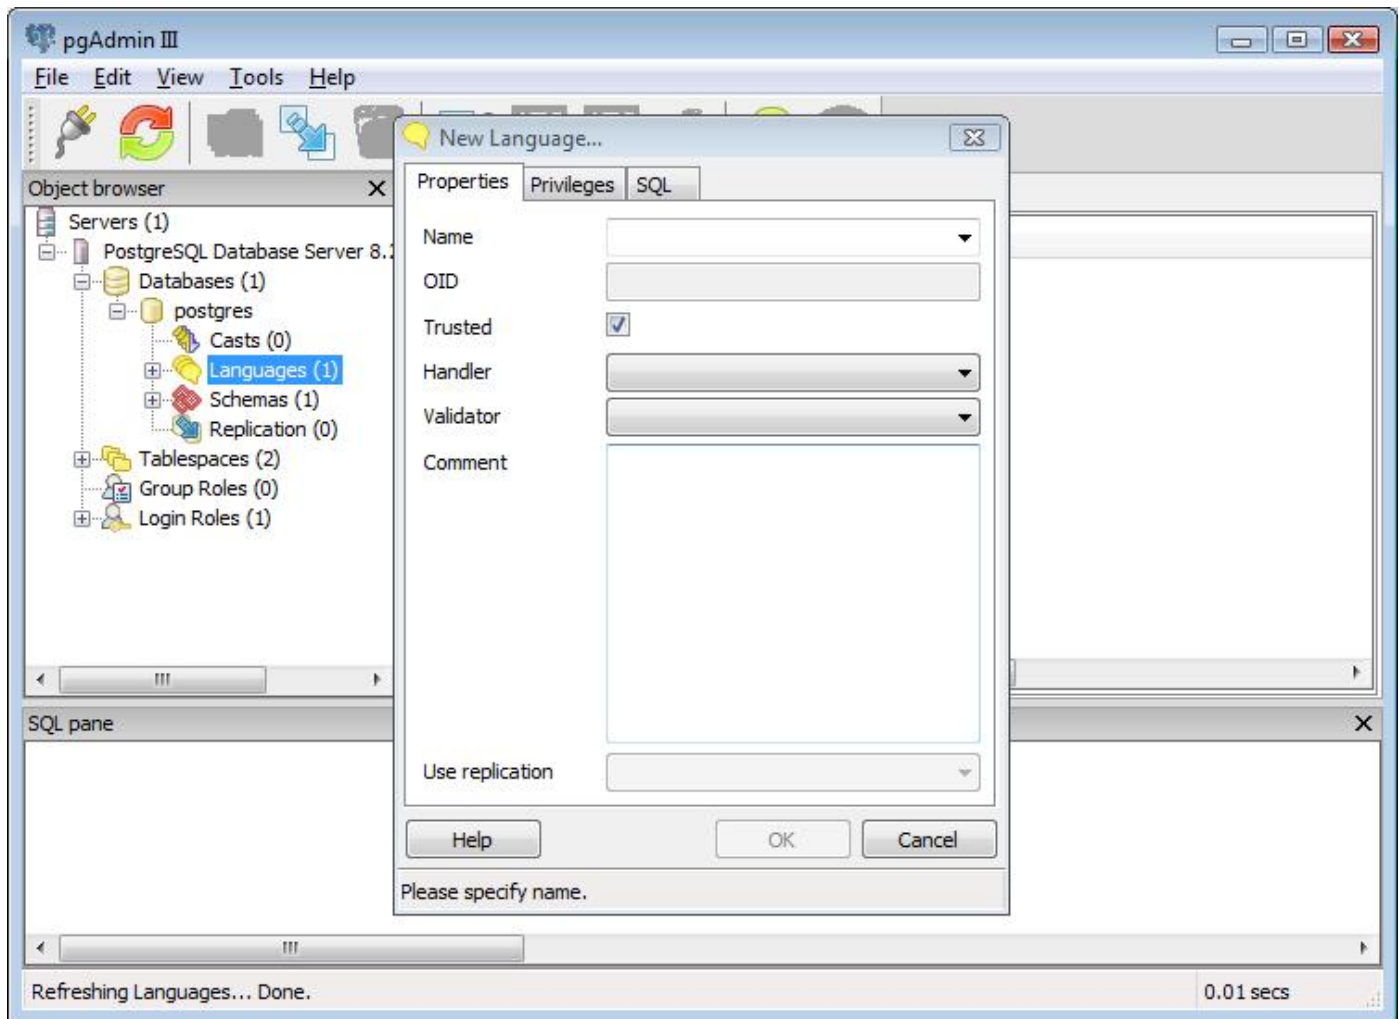 pgAdmin III
File Edit View Tools Help
New Language...
Object browser
Properties Privileges SQL
Servers (1)
PostgreSQL Database Server 8.
Databases (1)
postgres
Casts (0)
Languages (1)
Schemas (1)
Replication (0)
Tablespaces (2)
Group Roles (0)
Login Roles (1)
Name
OID
Trusted
Handler
Validator
Comment
Use replication
Help OK Cancel
Please specify name.
SQL pane
Refreshing Languages... Done.
0.01 secs